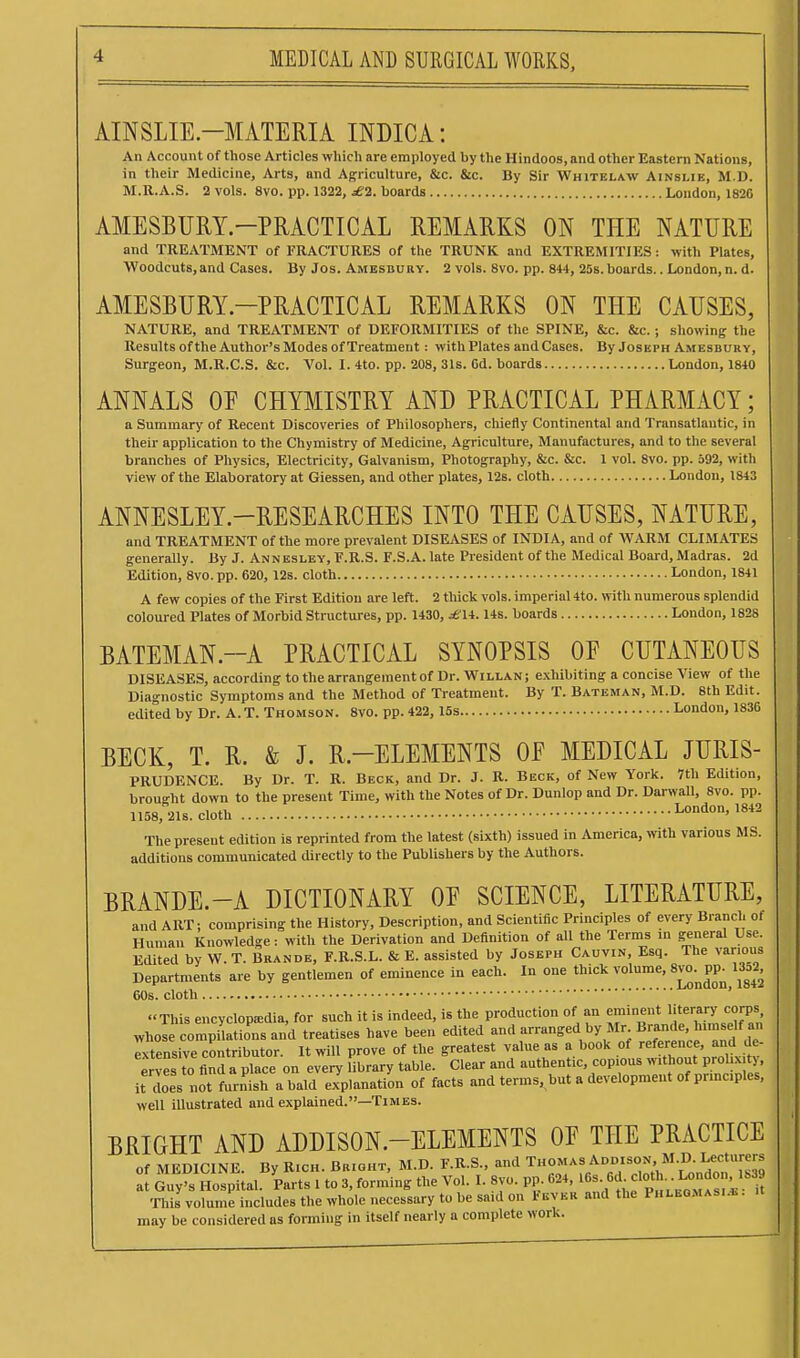 4 MEDICAL AND SURGICAL WORKS,
AINSLIE.—MATERIA INDICA:
An Account of those Articles which are employed by the Hindoos, and other Eastern Nations,
in their Medicine, Arts, and Agriculture, &c. &c. By Sir Whitelaw Ainslie, M.D.
M.R.A.S. 2 vols. 8vo. pp. 1322, £2. boards ........ London, 1826
AMESBURY.—PRACTICAL REMARKS ON THE NATURE
and TREATMENT of FRACTURES of the TRUNK and EXTREMITIES: with Plates,
Woodcuts, and Cases. By Jos. Amesbury. 2 vols. 8vo. pp. 844, 25s. boards.. London, n. d.
AMESBURY.—PRACTICAL REMARKS ON THE CAUSES,
NATURE, and TREATMENT of DEFORMITIES of the SPINE, &c. &c.; showing the
Results of the Author's Modes of Treatment: with Plates and Cases. By Joseph Amesbury,
Surgeon, M.R.C.S. &c. Vol. I. 4to. pp. 208, 31s. 6d. boards ........ London, 1840
ANNALS OF CHYMISTRY AND PRACTICAL PHARMACY;
a Summary of Recent Discoveries of Philosophers, chiefly Continental and Transatlantic, in
their application to the Chymistry of Medicine, Agriculture, Manufactures, and to the several
branches of Physics, Electricity, Galvanism, Photography, &c. &c. 1 vol. 8vo. pp. 592, with
view of the Elaboratory at Giessen, and other plates, 12s. cloth ........ London, 1843
ANNESLEY.—RESEARCHES INTO THE CAUSES, NATURE,
and TREATMENT of the more prevalent DISEASES of INDIA, and of WARM CLIMATES
generally. By J. Annesley, F.R.S. F.S.A. late President of the Medical Board, Madras. 2d
Edition, 8vo. pp. 620, 12s. cloth ........ London, 1841
A few copies of the First Edition are left. 2 thick vols. imperial 4to. with numerous splendid
coloured Plates of Morbid Structures, pp. 1430, £14. 14s. boards ........ London, 1828
BATEMAN.—A PRACTICAL SYNOPSIS OF CUTANEOUS
DISEASES, according to the arrangement of Dr. Willan; exhibiting a concise View of the
Diagnostic Symptoms and the Method of Treatment. By T. Bateman, M.D. 8th Edit.
edited by Dr. A. T. Thomson. 8vo. pp. 422, 15s ........ London, 1836
BECK, T. R. & J. R.—ELEMENTS OF MEDICAL JURIS-
PRUDENCE. By Dr. T. R. Beck, and Dr. J. R. Beck, of New York. 7th Edition,
brought down to the present Time, with the Notes of Dr. Dunlop and Dr. Darwall, 8vo. pp.
1158, 21s. cloth ........ London, 1842
The present edition is reprinted from the latest (sixth) issued in America, with various MS.
additions communicated directly to the Publishers by the Authors.
BRANDE.—A DICTIONARY OF SCIENCE, LITERATURE,
and ART; comprising the History, Description, and Scientific Principles of every Branch of
Human Knowledge: with the Derivation and Definition of all the Terms in general Use.
Edited by W. T. Brande, F.R.S.L. & E. assisted by Joseph Cauvin, Esq. The various
Departments are by gentlemen of eminence in each. In one thick volume, 8vo. pp. 1352,
60s. cloth ........ London, 1842
"This encyclopædia, for such it is indeed, is the production of an eminent literary corps,
whose compilations and treatises have been edited and arranged by Mr. Brande, himself an
extensive contributor. It will prove of the greatest value as a book of reference, and de-
erves to find a place on every library table. Clear and authentic, copious without prolixity,
it does not furnish a bald explanation of facts and terms, but a development of principles,
well illustrated and explained."—Times.
BRIGHT AND ADDISON.—ELEMENTS OF THE PRACTICE
of MEDICINE. By Rich. Bright, M.D. F.R.S., and Thomas Addison, M.D. Lecturers
at Guy's Hospital. Parts 1 to 3, forming the Vol. I. 8vo. pp. 624, 16s. 6d. cloth.. London, 1839
This volume includes the whole necessary to be said on Fever and the Phlegmasiæ: it
may be considered as forming in itself nearly a complete work.